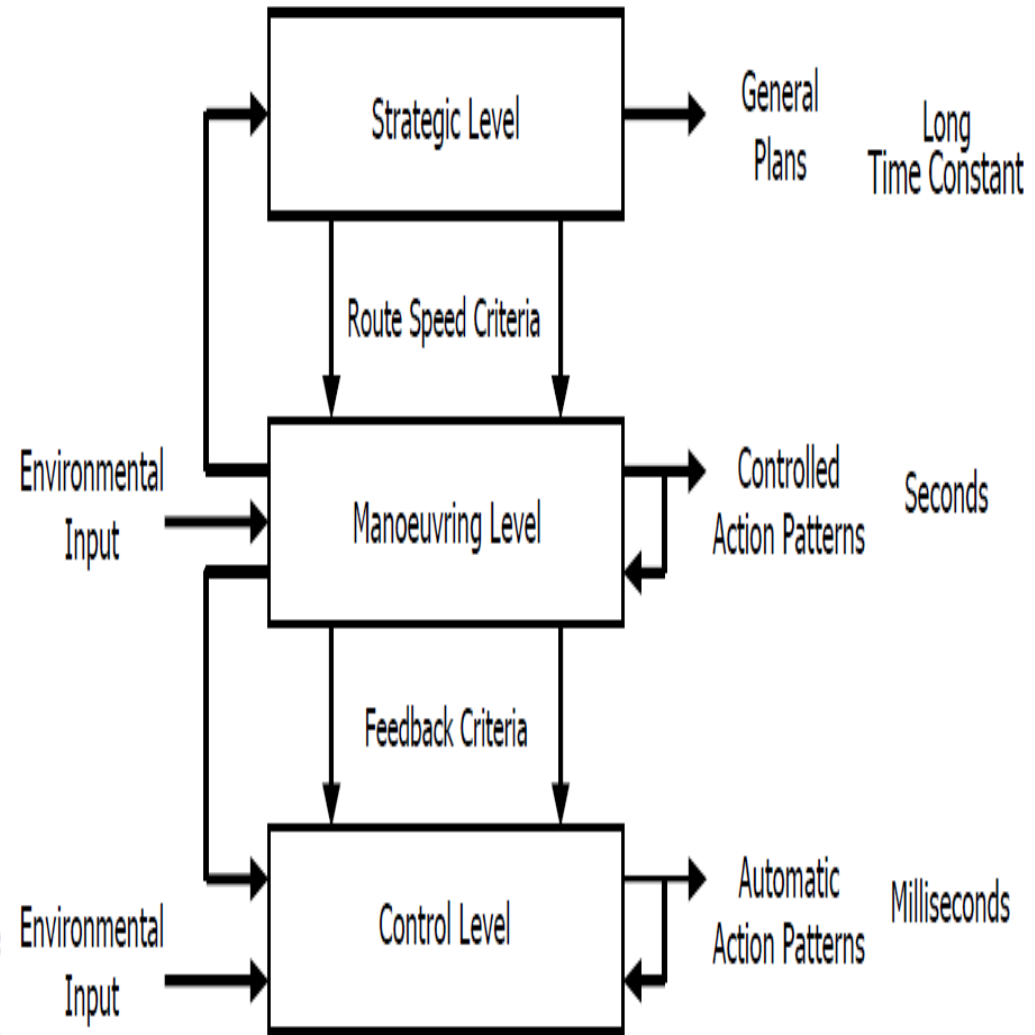 Strategic Level
General
Plans
Long
Time Constant
Route Speed Criteria
Environmental
Input
Manoeuvring Level
Controlled
Action Patterns
Seconds
Feedback Criteria
Environmental
Input
Control Level
Automatic
Action Patterns
Milliseconds